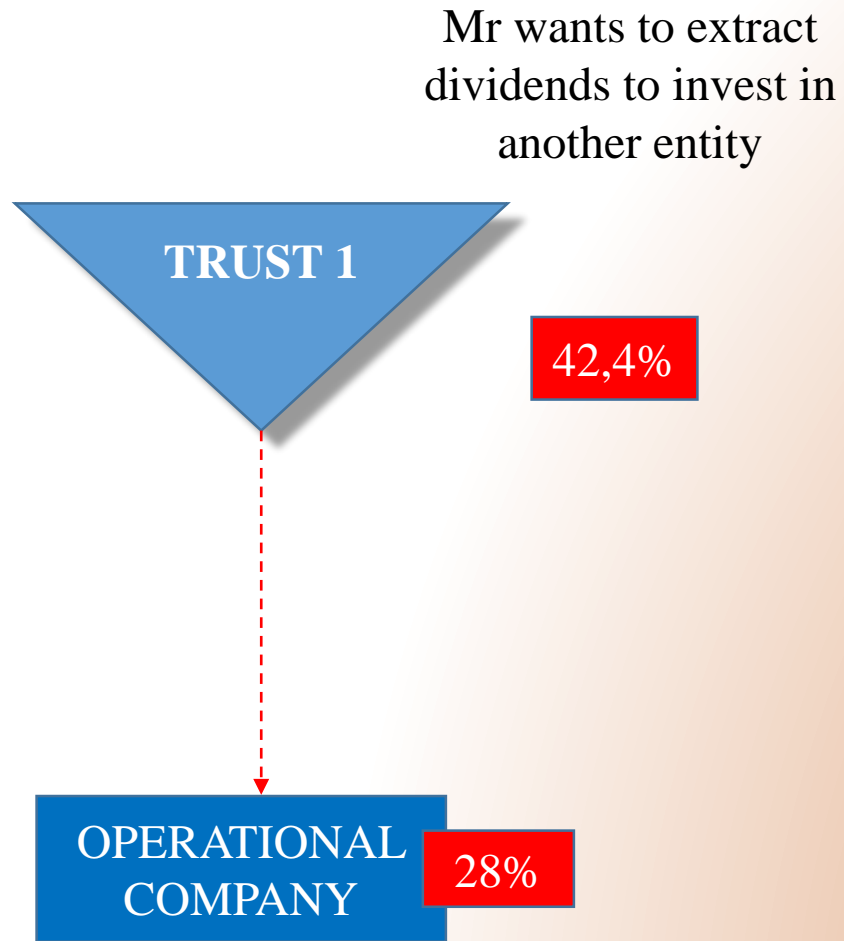 Mr wants to extract
dividends to invest in
another entity
TRUST 1
42,4%
OPERATIONAL
COMPANY
28%